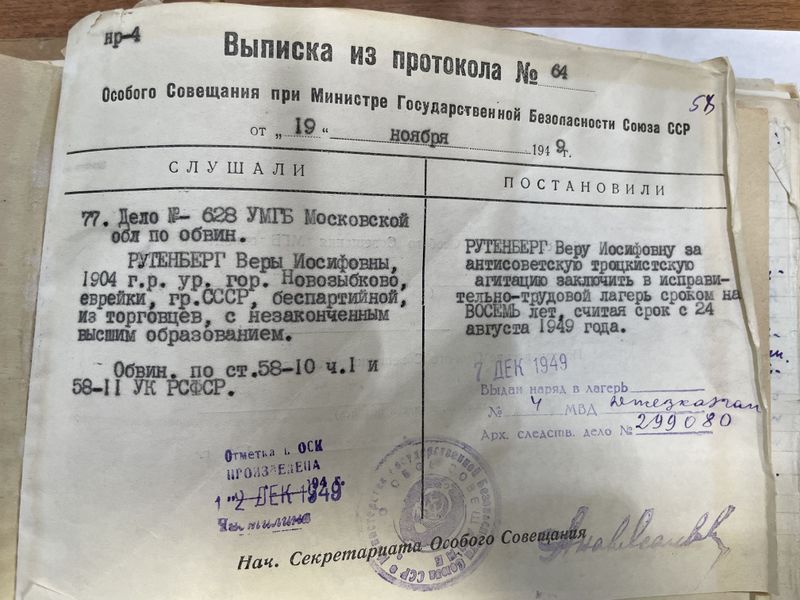 нр-4
Выписка из протокола № 64
57
Особого Совещания при Министре Государственной Безопасности Союза ССР
от „ 19 “ ноября 1949 г.
СЛУШАЛИ
77. Дело №- 628 УМГБ Московской
обл по обвин.
РУТЕНБЕРГ Веры Иосифовны,
1904 г.р. ур. гор. Новозыбково,
еврейки, гр.СССР, беспартийной,
из торговцев, с незаконченным
высшим образованием.
Обвин. по ст.58-10 ч.I и
58-II УК РСФСР.
ПОСТАНОВИЛИ
РУТЕНБЕРГ Веру Иосифовну за
антисоветскую троцкистскую
агитацию заключить в исправи-
тельно-трудовой лагерь сроком на
ВОСЕМЬ лет, считая срок с 24
августа 1949 года.
7 ДЕК 1949
Выдан наряд в лагерь
№ 4 МВД Джезказган
Арх. следств. дело № 299080
Отметка в ОСК
ПРОИЗВЕДЕНА
1 2 ДЕК 1949
Нач. Секретариата Особого Совещания